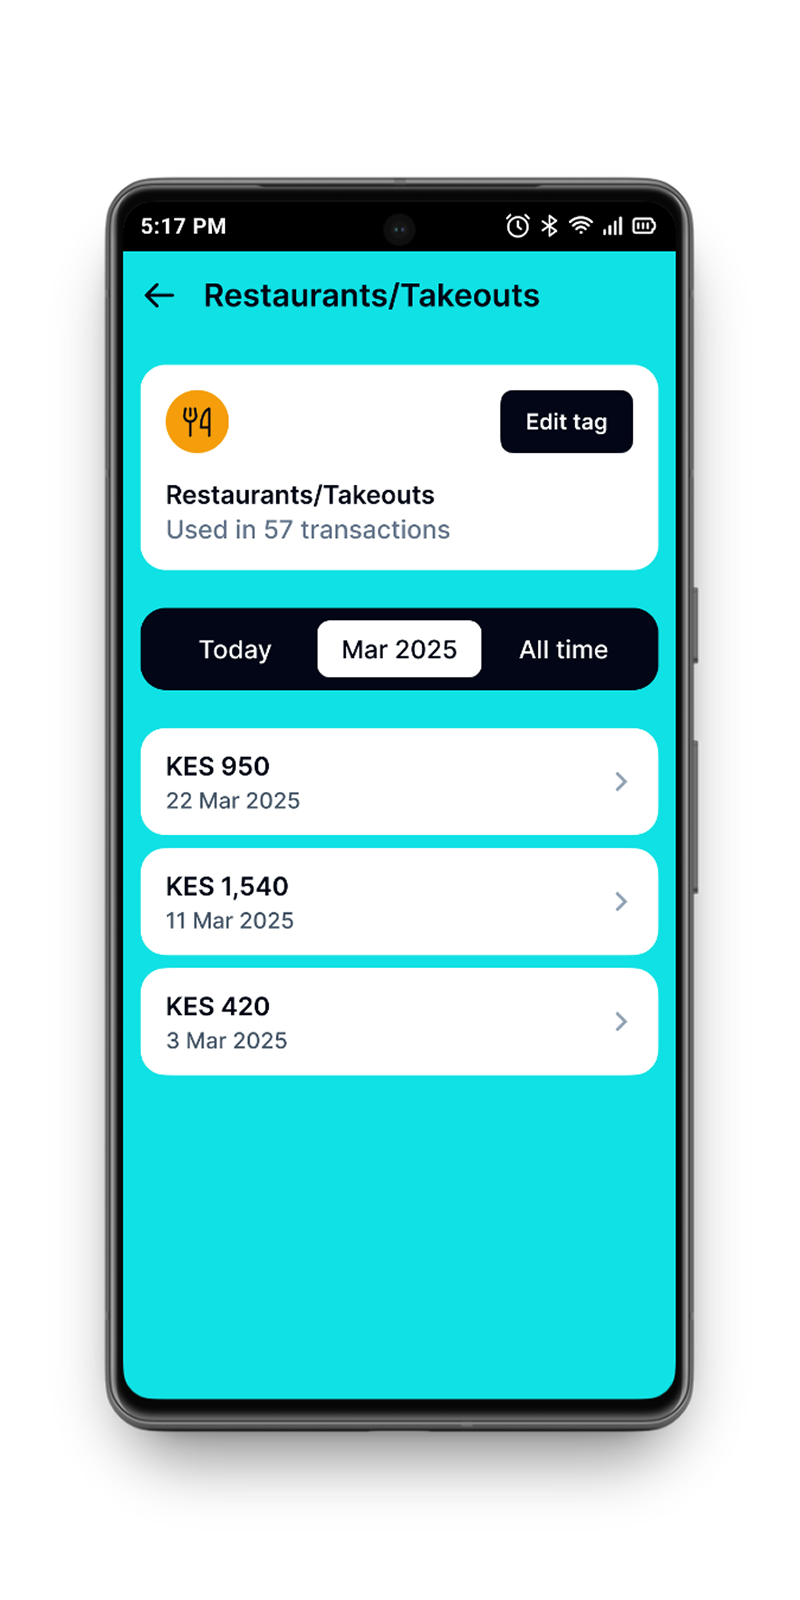 5:17 PM
Restaurants/Takeouts
Edit tag
Restaurants/Takeouts
Used in 57 transactions
Today Mar 2025 All time
KES 950
22 Mar 2025
KES 1,540
11 Mar 2025
KES 420
3 Mar 2025